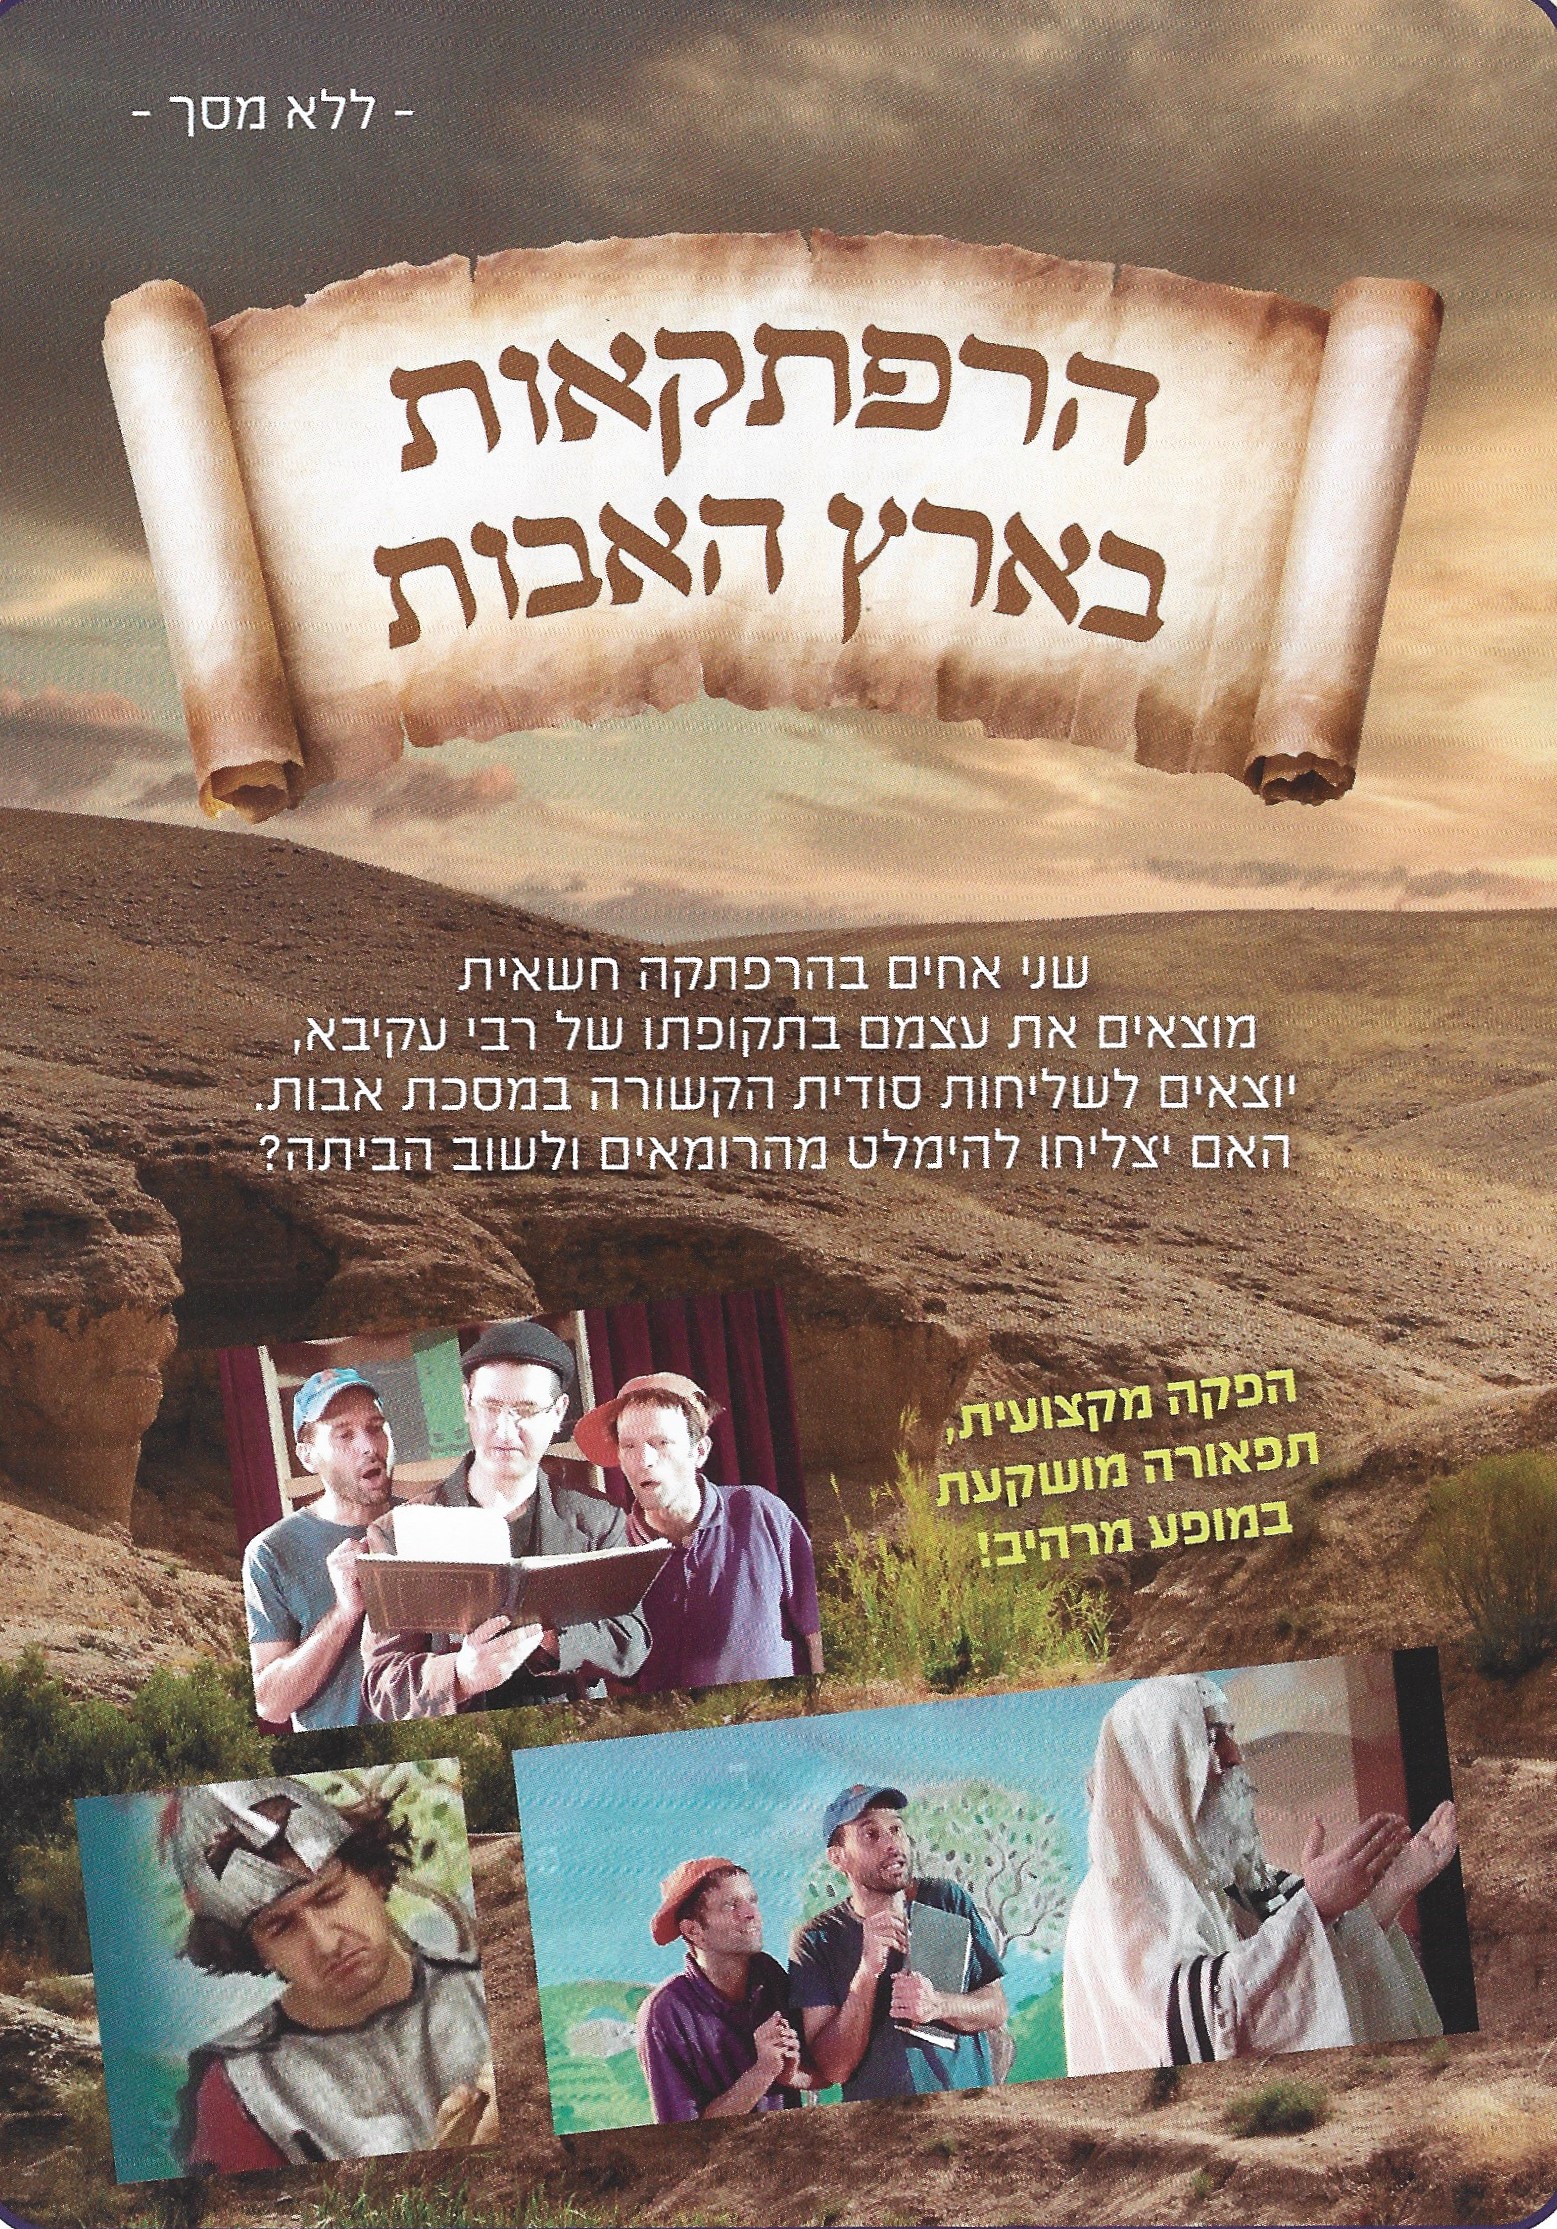 - ללא מסך -
הרפתקאות
בארץ האבות
שני אחים בהרפתקה חשאית
מוצאים את עצמם בתקופתו של רבי עקיבא,
יוצאים לשליחות סודית הקשורה במסכת אבות.
האם יצליחו להימלט מהרומאים ולשוב הביתה?
הפקה מקצועית,
תפאורה מושקעת
במופע מרהיב!